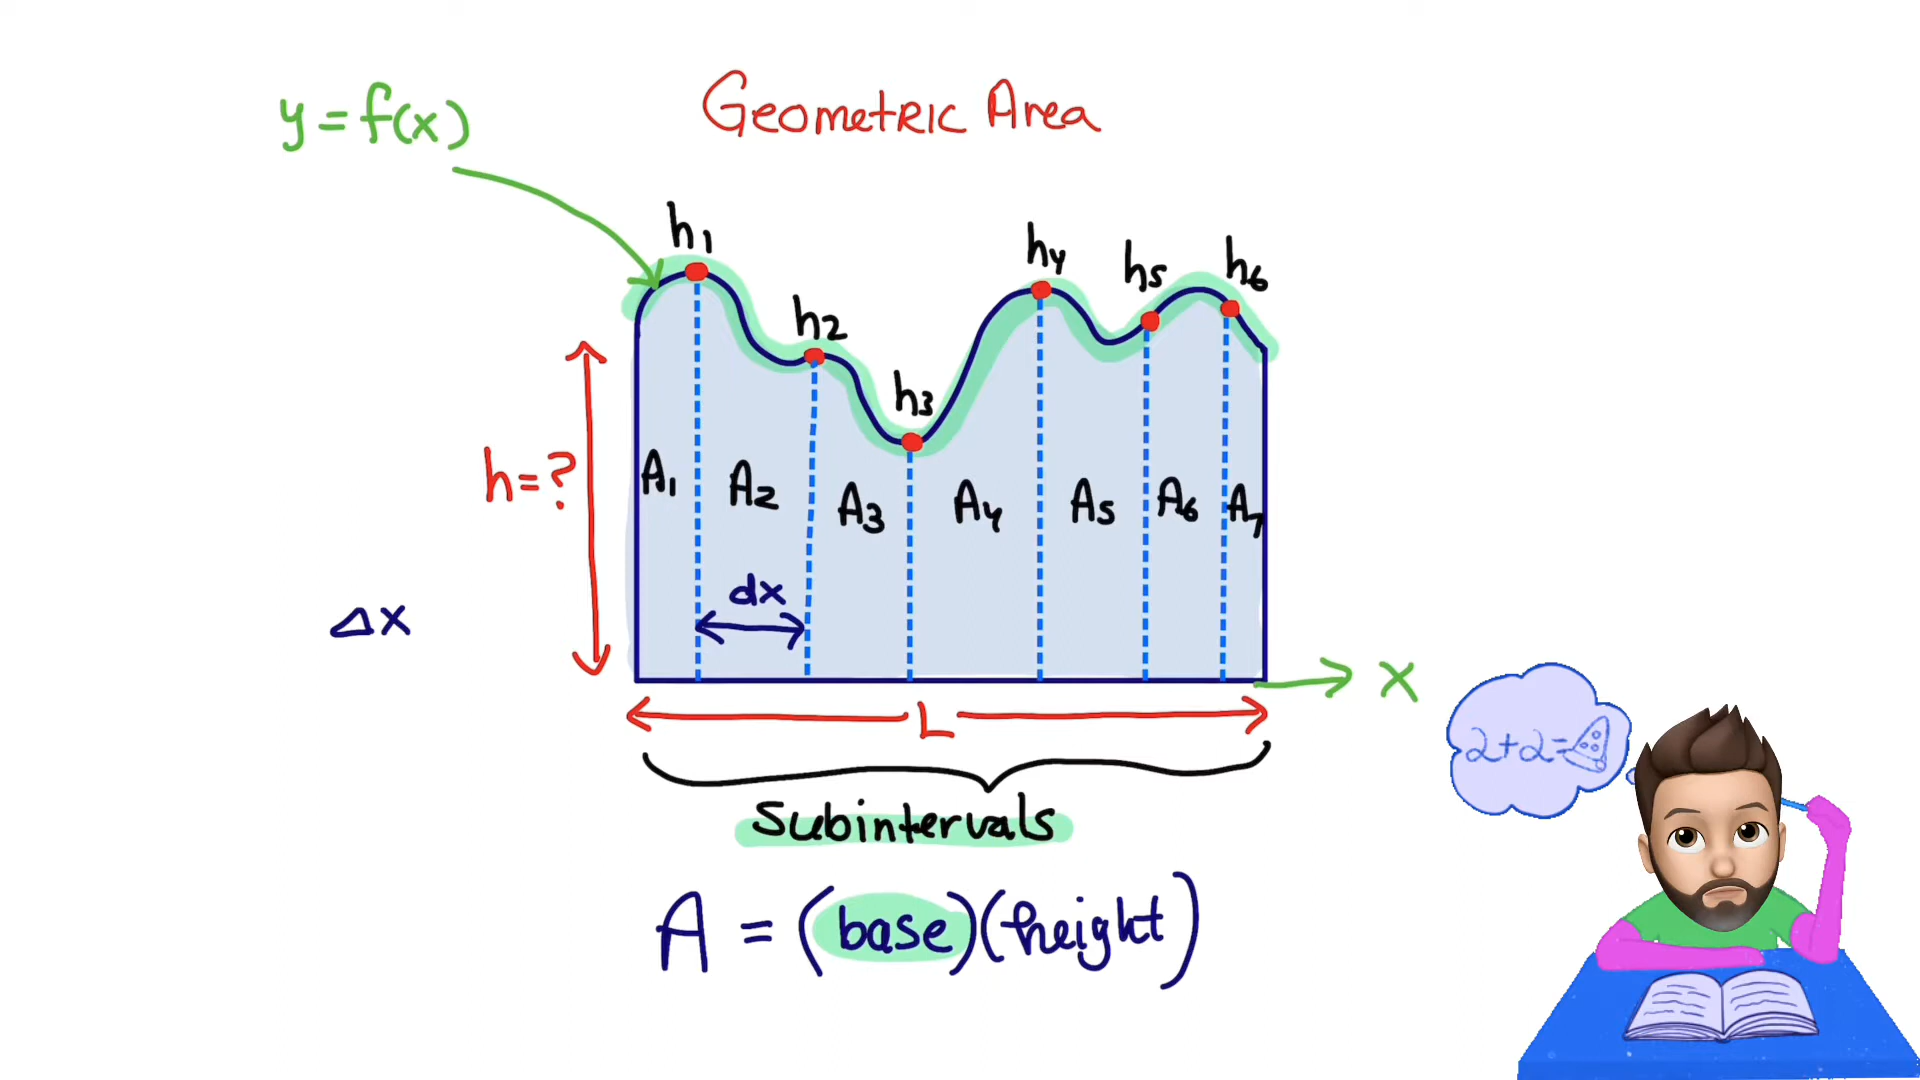 Geometric Area
y = f(x)
h1
h2
h3
h4
h5
h6
h=?
A1
A2
A3
A4
A5
A6
A7
dx
Δx
x
L
Subintervals
A = (base)(height)
2+2=